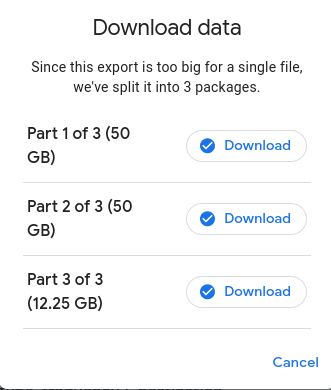 Download data
Since this export is too big for a single file,
we've split it into 3 packages.
Part 1 of 3 (50
GB)
Download
Part 2 of 3 (50
GB)
Download
Part 3 of 3
(12.25 GB)
Download
Cancel